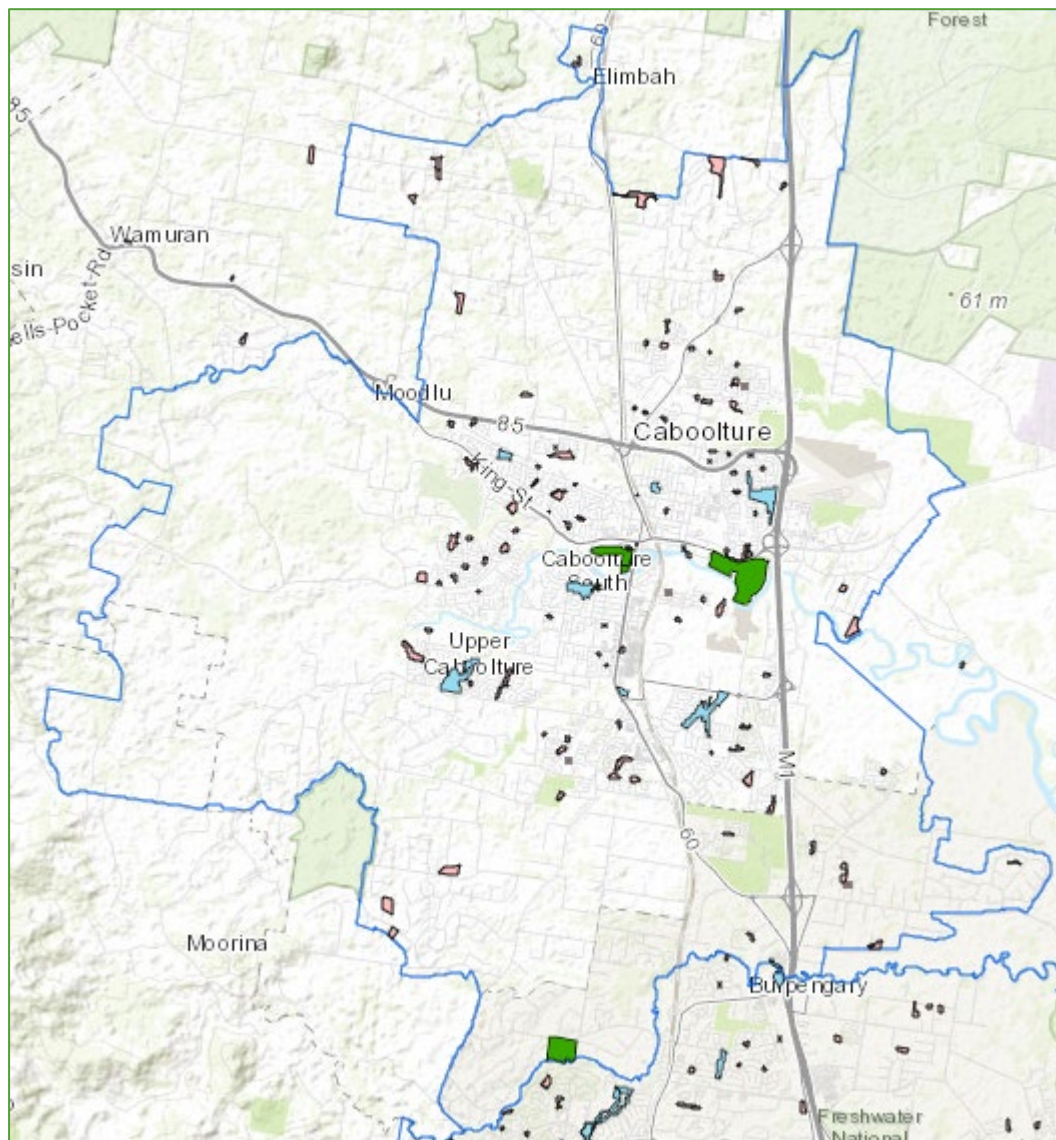 Forest
60
Elimbah
85
Wamuran
sin
ells-Pocket-Rd
61 m
Moodlu
85
Caboolture
King-St
Caboolture
South
Upper
Caboolture
M1
60
Moorina
Burpengary
Freshwater
National